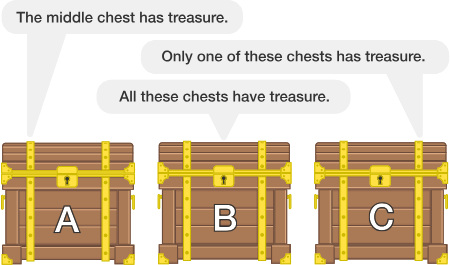 The middle chest has treasure.
Only one of these chests has treasure.
All these chests have treasure.
A
B
C